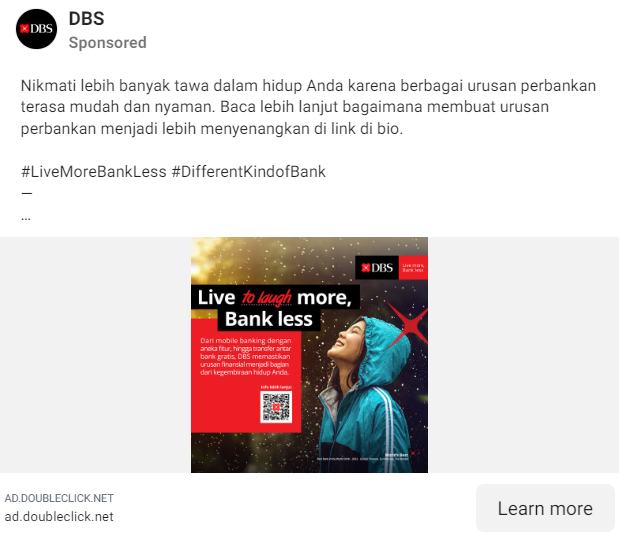 DBS
Sponsored
DBS
Nikmati lebih banyak tawa dalam hidup Anda karena berbagai urusan perbankan
terasa mudah dan nyaman. Baca lebih lanjut bagaimana membuat urusan
perbankan menjadi lebih menyenangkan di link di bio.
#LiveMoreBankLess #DifferentKindofBank
—
...
DBS
Live more,
Bank less
Live to laugh more,
Bank less
Dari mobile banking dengan
aneka fitur, hingga transfer antar
bank gratis, DBS memastikan
urusan finansial menjadi bagian
dari kegembiraan hidup Anda.
Info lebih lanjut
World's Best
AD.DOUBLECLICK.NET
ad.doubleclick.net
Learn more